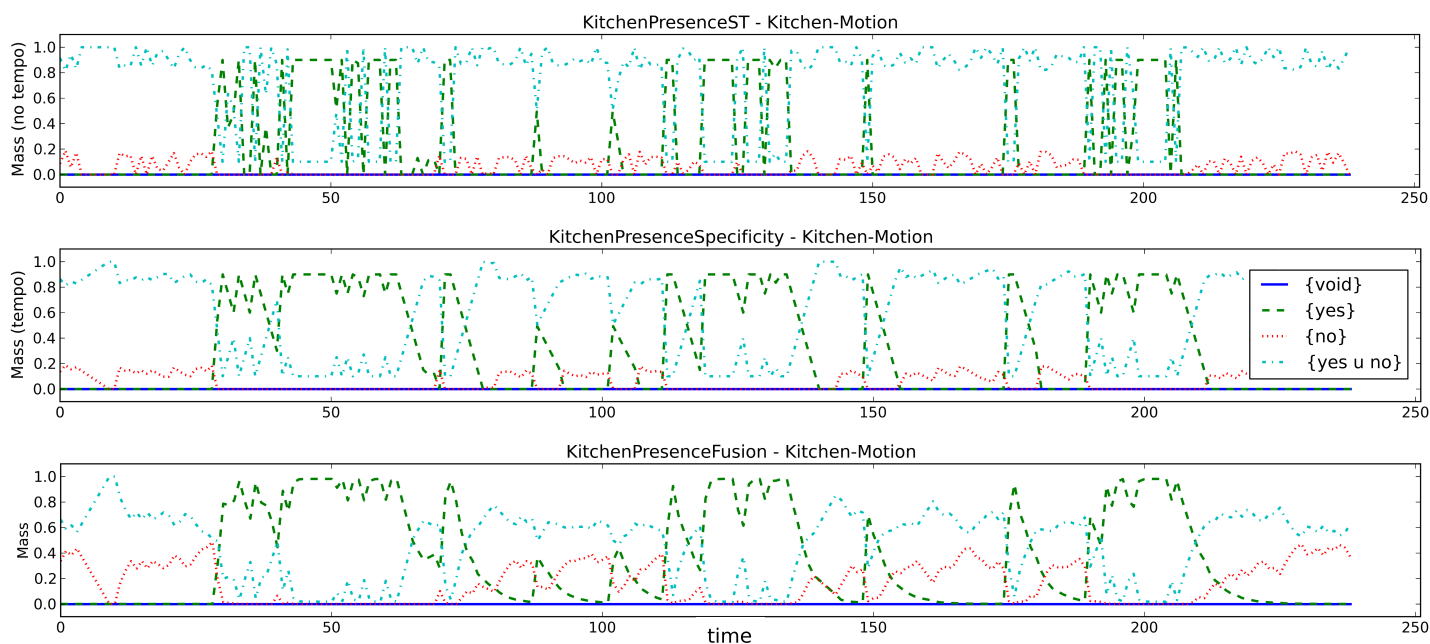 KitchenPresenceST - Kitchen-Motion
Mass (no tempo)
1.0
0.8
0.6
0.4
0.2
0.0
0 50 100 150 200 250
KitchenPresenceSpecificity - Kitchen-Motion
Mass (tempo)
1.0
0.8
0.6
0.4
0.2
0.0
{void}
{yes}
{no}
{yes u no}
0 50 100 150 200 250
KitchenPresenceFusion - Kitchen-Motion
Mass
1.0
0.8
0.6
0.4
0.2
0.0
0 50 100 150 200 250
time